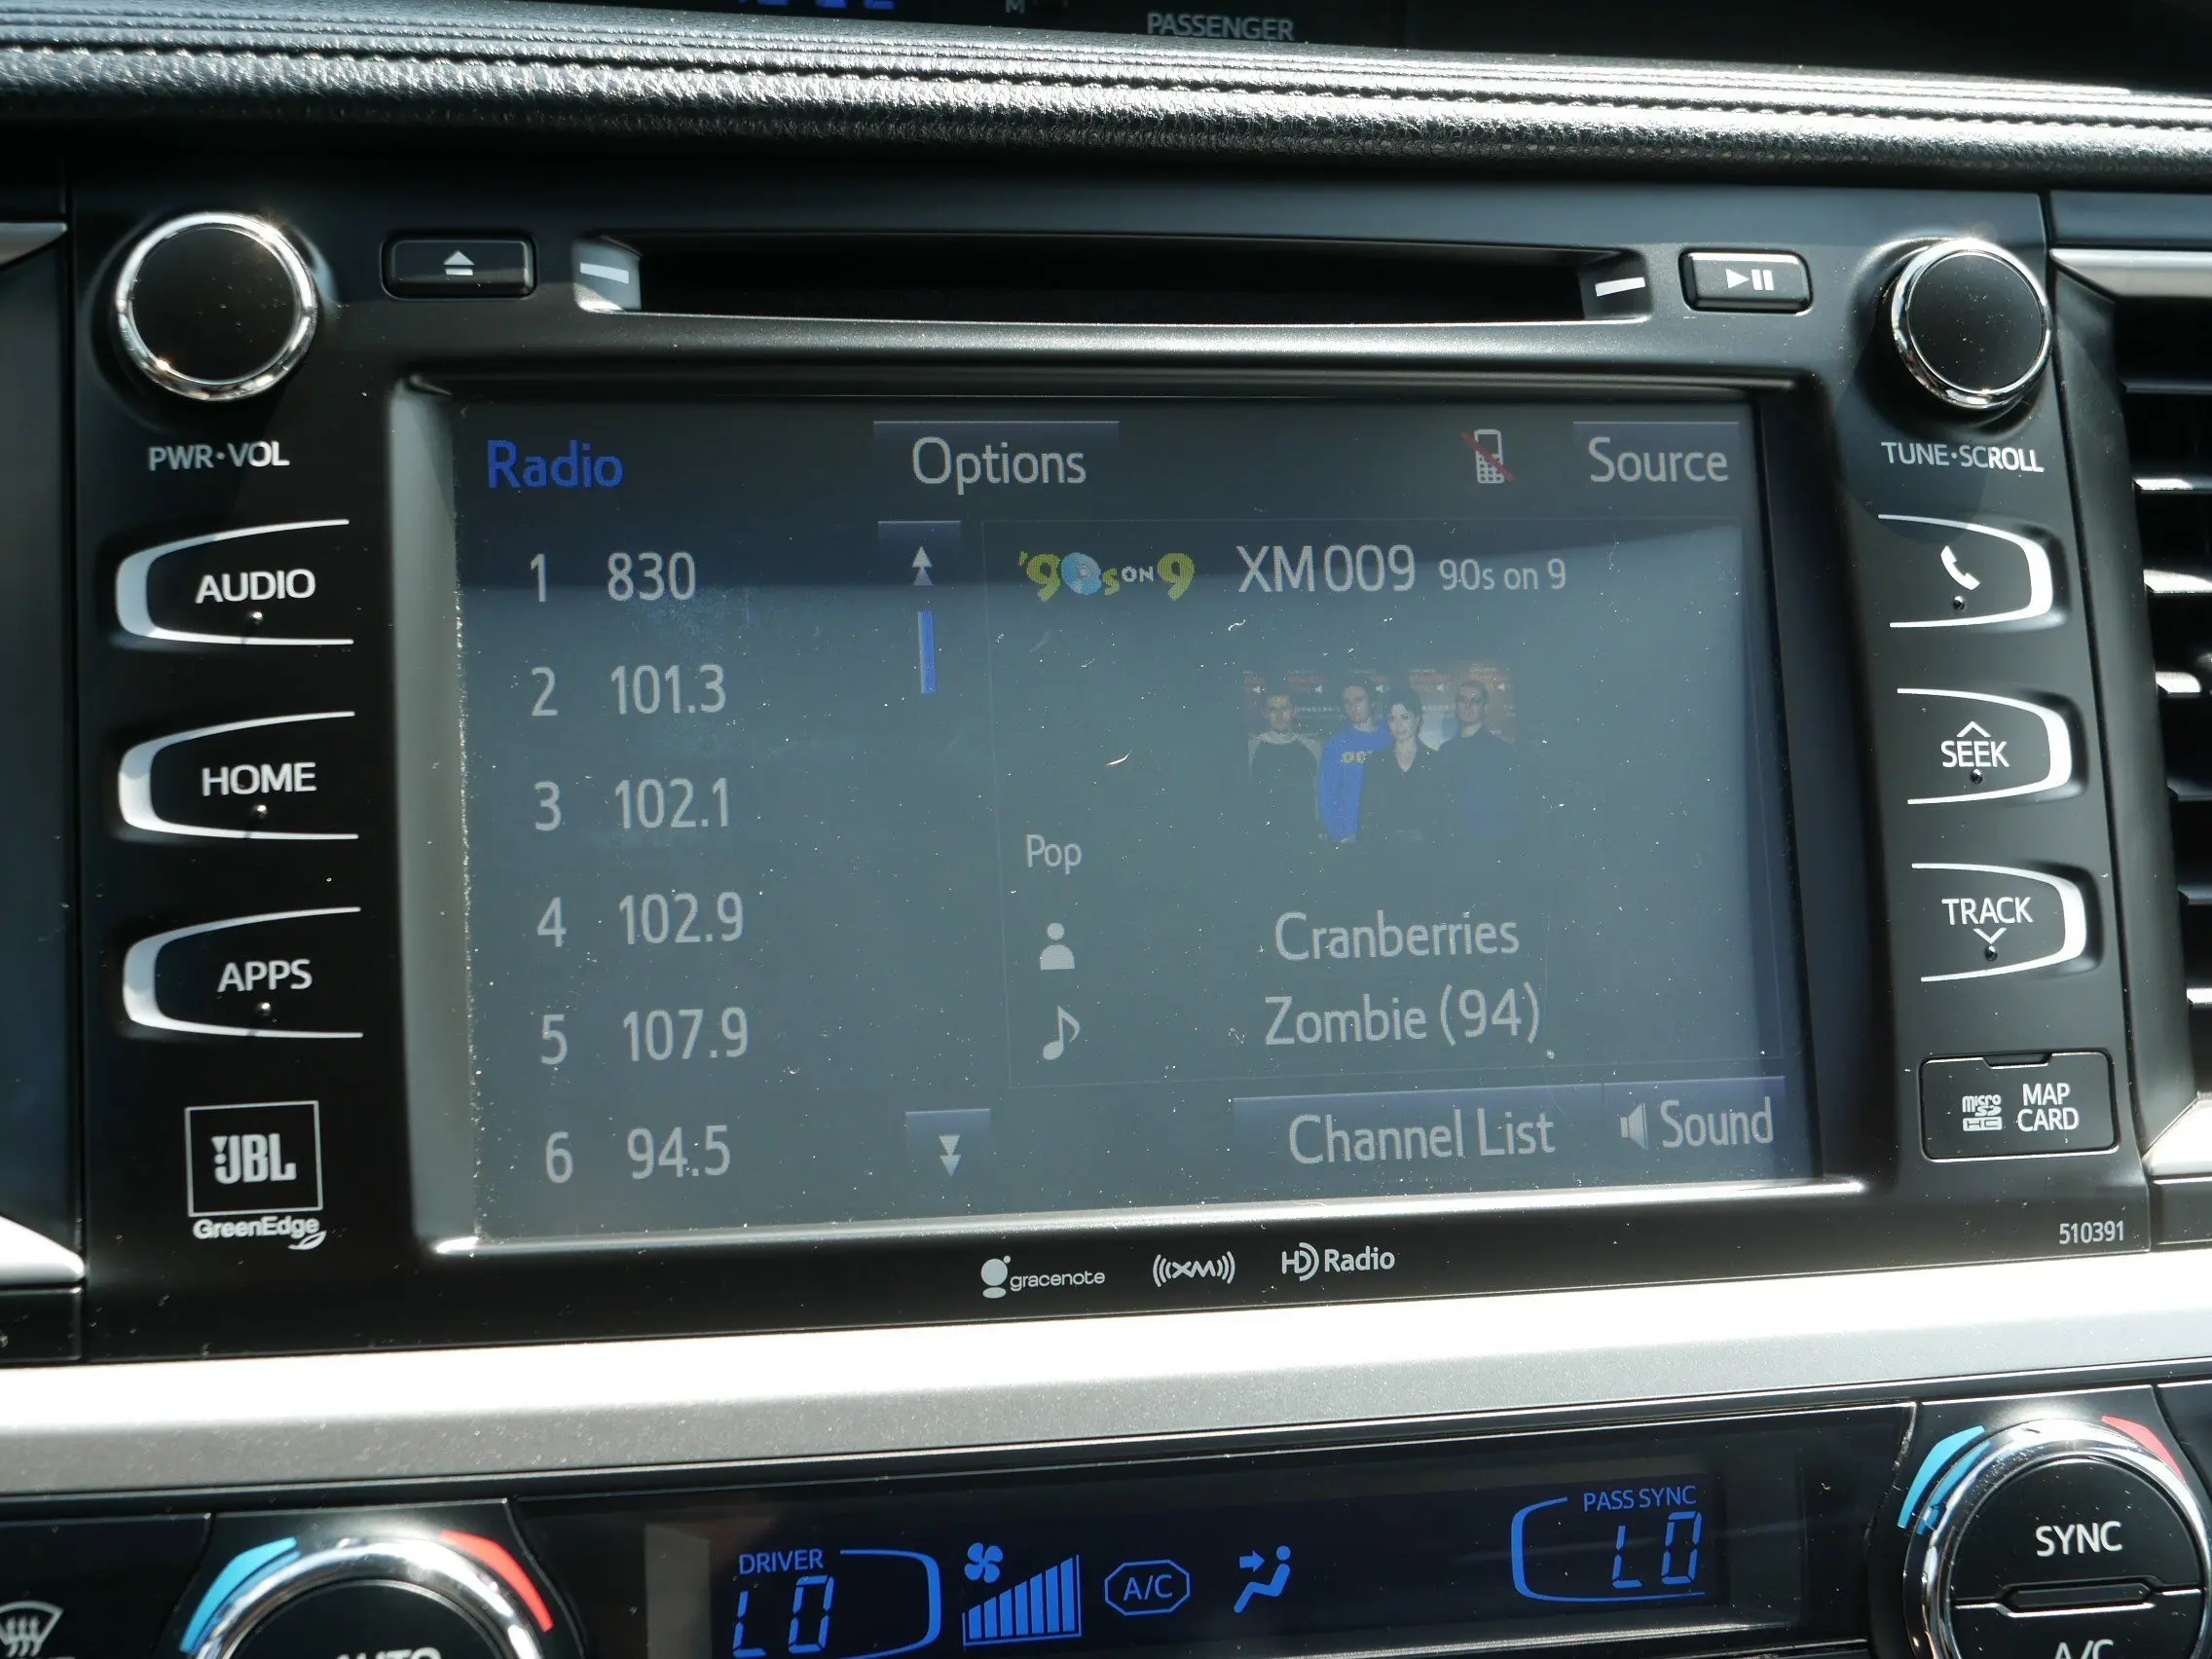 PASSENGER
PWR•VOL
TUNE•SCROLL
Radio
Options
Source
AUDIO
HOME
APPS
1 830
2 101.3
3 102.1
4 102.9
5 107.9
6 94.5
'90s ON 9
XM009 90s on 9
Pop
Cranberries
Zombie (94)
Channel List
Sound
SEEK
TRACK
micro SD HC
MAP CARD
JBL
GreenEdge
510391
gracenote
XM
HD Radio
DRIVER
LO
A/C
PASS SYNC
LO
SYNC
A/C
AUTO